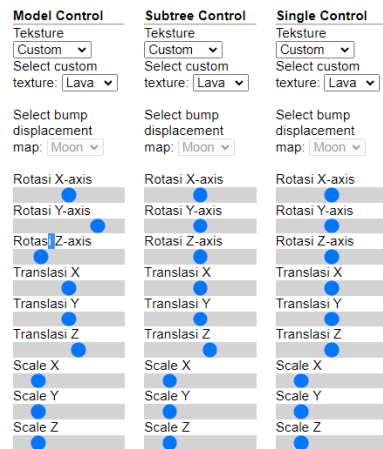 Model Control
Teksture
Custom
Select custom
texture: Lava
Select bump
displacement
map: Moon
Rotasi X-axis
Rotasi Y-axis
Rotasi Z-axis
Translasi X
Translasi Y
Translasi Z
Scale X
Scale Y
Scale Z
Subtree Control
Teksture
Custom
Select custom
texture: Lava
Select bump
displacement
map: Moon
Rotasi X-axis
Rotasi Y-axis
Rotasi Z-axis
Translasi X
Translasi Y
Translasi Z
Scale X
Scale Y
Scale Z
Single Control
Teksture
Custom
Select custom
texture: Lava
Select bump
displacement
map: Moon
Rotasi X-axis
Rotasi Y-axis
Rotasi Z-axis
Translasi X
Translasi Y
Translasi Z
Scale X
Scale Y
Scale Z